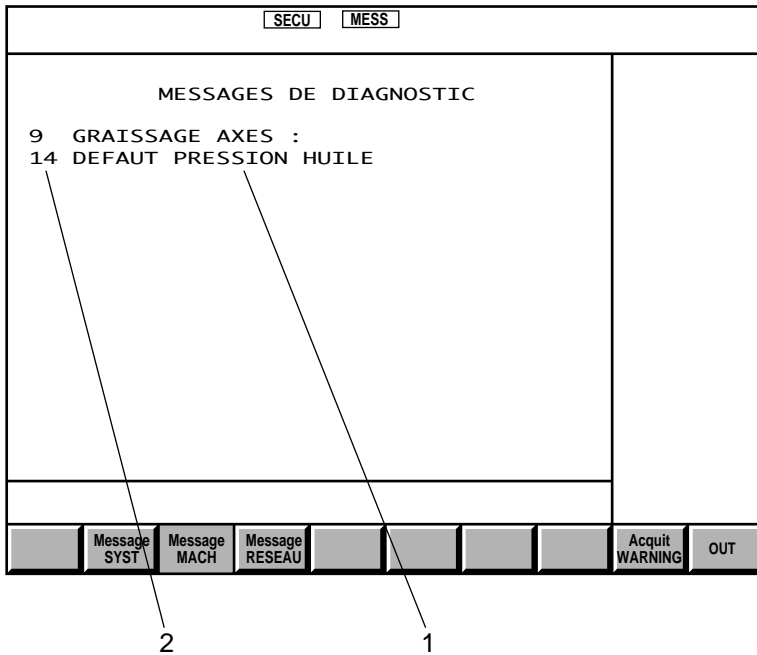 SECU MESS
MESSAGES DE DIAGNOSTIC
9 GRAISSAGE AXES :
14 DEFAUT PRESSION HUILE
Message SYST
Message MACH
Message RESEAU
Acquit WARNING
OUT
2 1